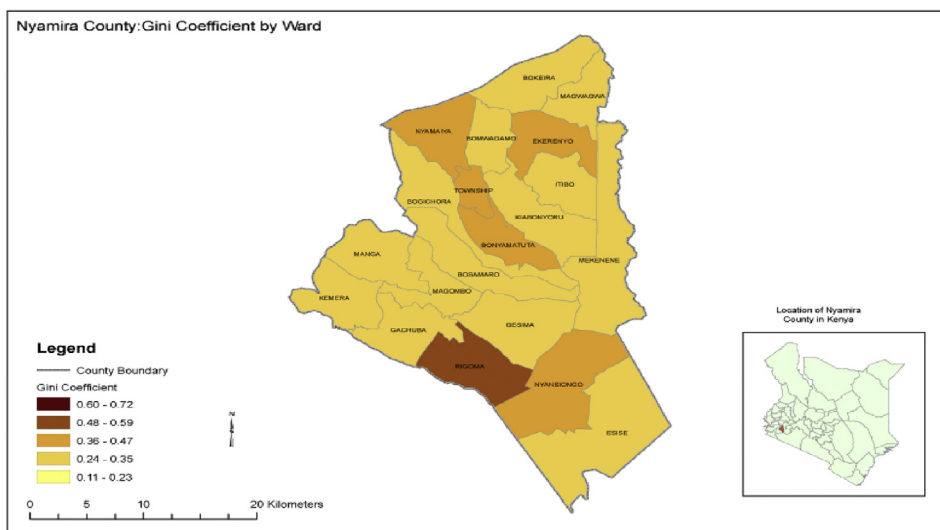 Nyamira County:Gini Coefficient by Ward
BOKEIRA
MAGWAGWA
NYAMAIYA
BOMWAGAMO
EKERENYO
ITIBO
TOWNSHIP
BOGICHORA
KIABONYORU
BONYAMATUTA
MEKENENE
MANGA
BOSAMARO
MAGOMBO
KEMERA
GACHUBA
GESIMA
RIGOMA
NYANSIONGO
ESISE
Location of Nyamira
County in Kenya
Legend
County Boundary
Gini Coefficient
0.60 - 0.72
0.48 - 0.59
0.36 - 0.47
0.24 - 0.35
0.11 - 0.23
N
0 5 10 20 Kilometers